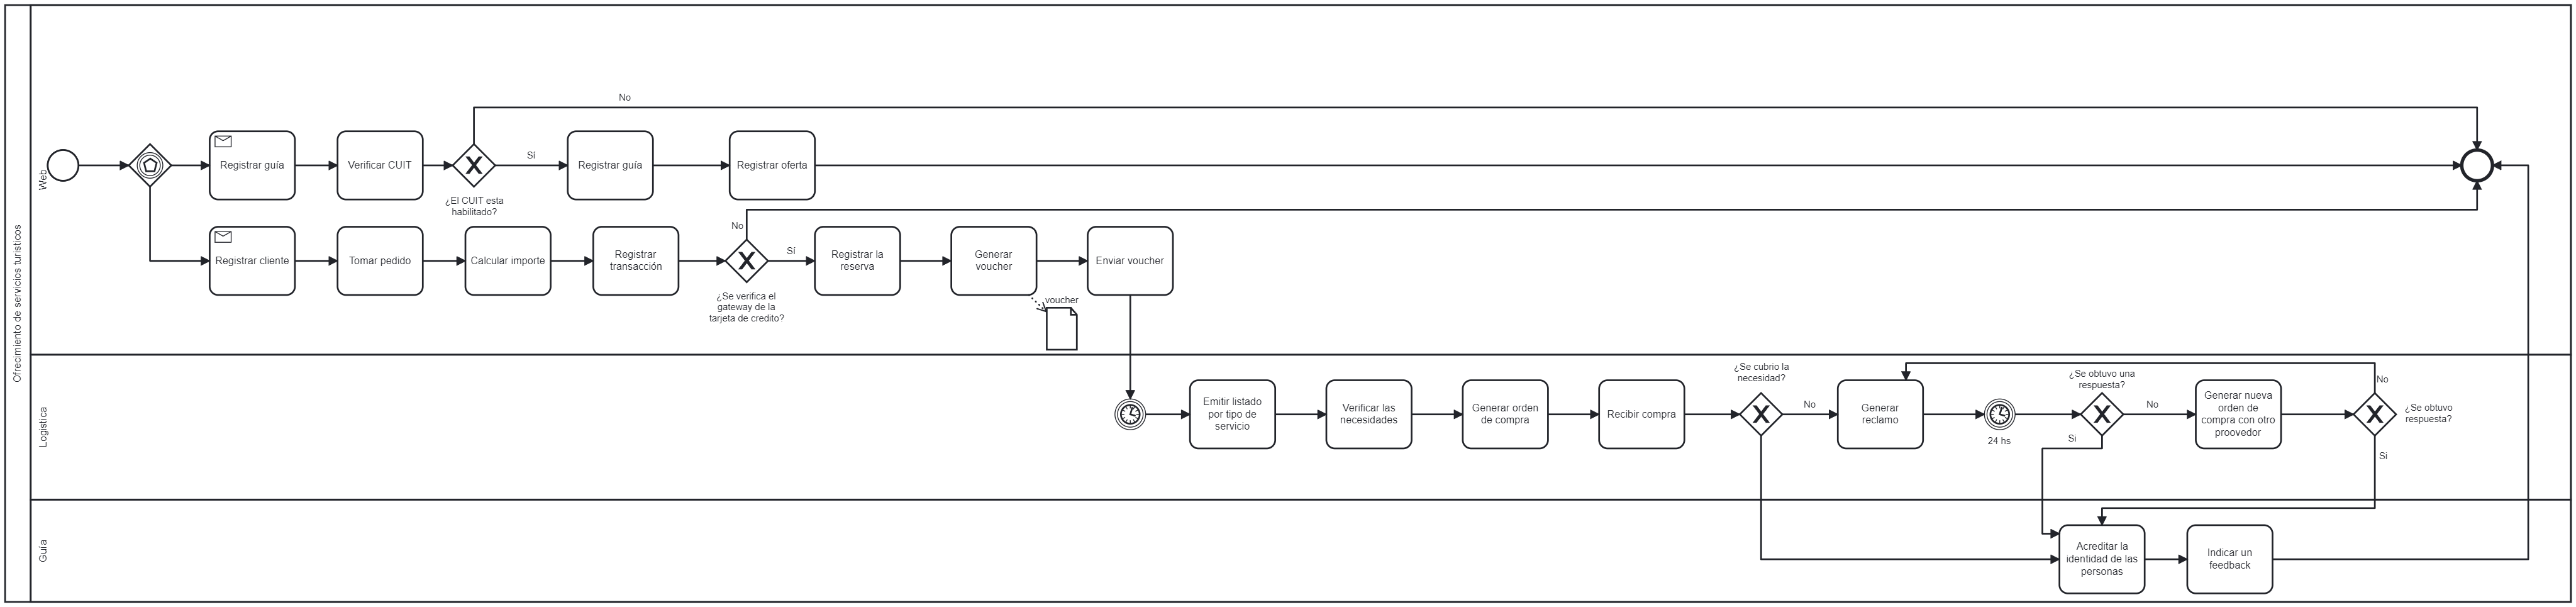 Ofrecimiento de servicios turisticos
Web
No
Registrar guía
Verificar CUIT
¿El CUIT esta
habilitado?
Sí
Registrar guía
Registrar oferta
Registrar cliente
Tomar pedido
Calcular importe
Registrar
transacción
No
¿Se verifica el
gateway de la
tarjeta de credito?
Sí
Registrar la
reserva
Generar
voucher
voucher
Enviar voucher
Logistica
Emitir listado
por tipo de
servicio
Verificar las
necesidades
Generar orden
de compra
Recibir compra
¿Se cubrio la
necesidad?
No
Generar
reclamo
24 hs
¿Se obtuvo una
respuesta?
No
Si
Generar nueva
orden de
compra con otro
proovedor
No
¿Se obtuvo
respuesta?
Si
Guía
Acreditar la
identidad de las
personas
Indicar un
feedback